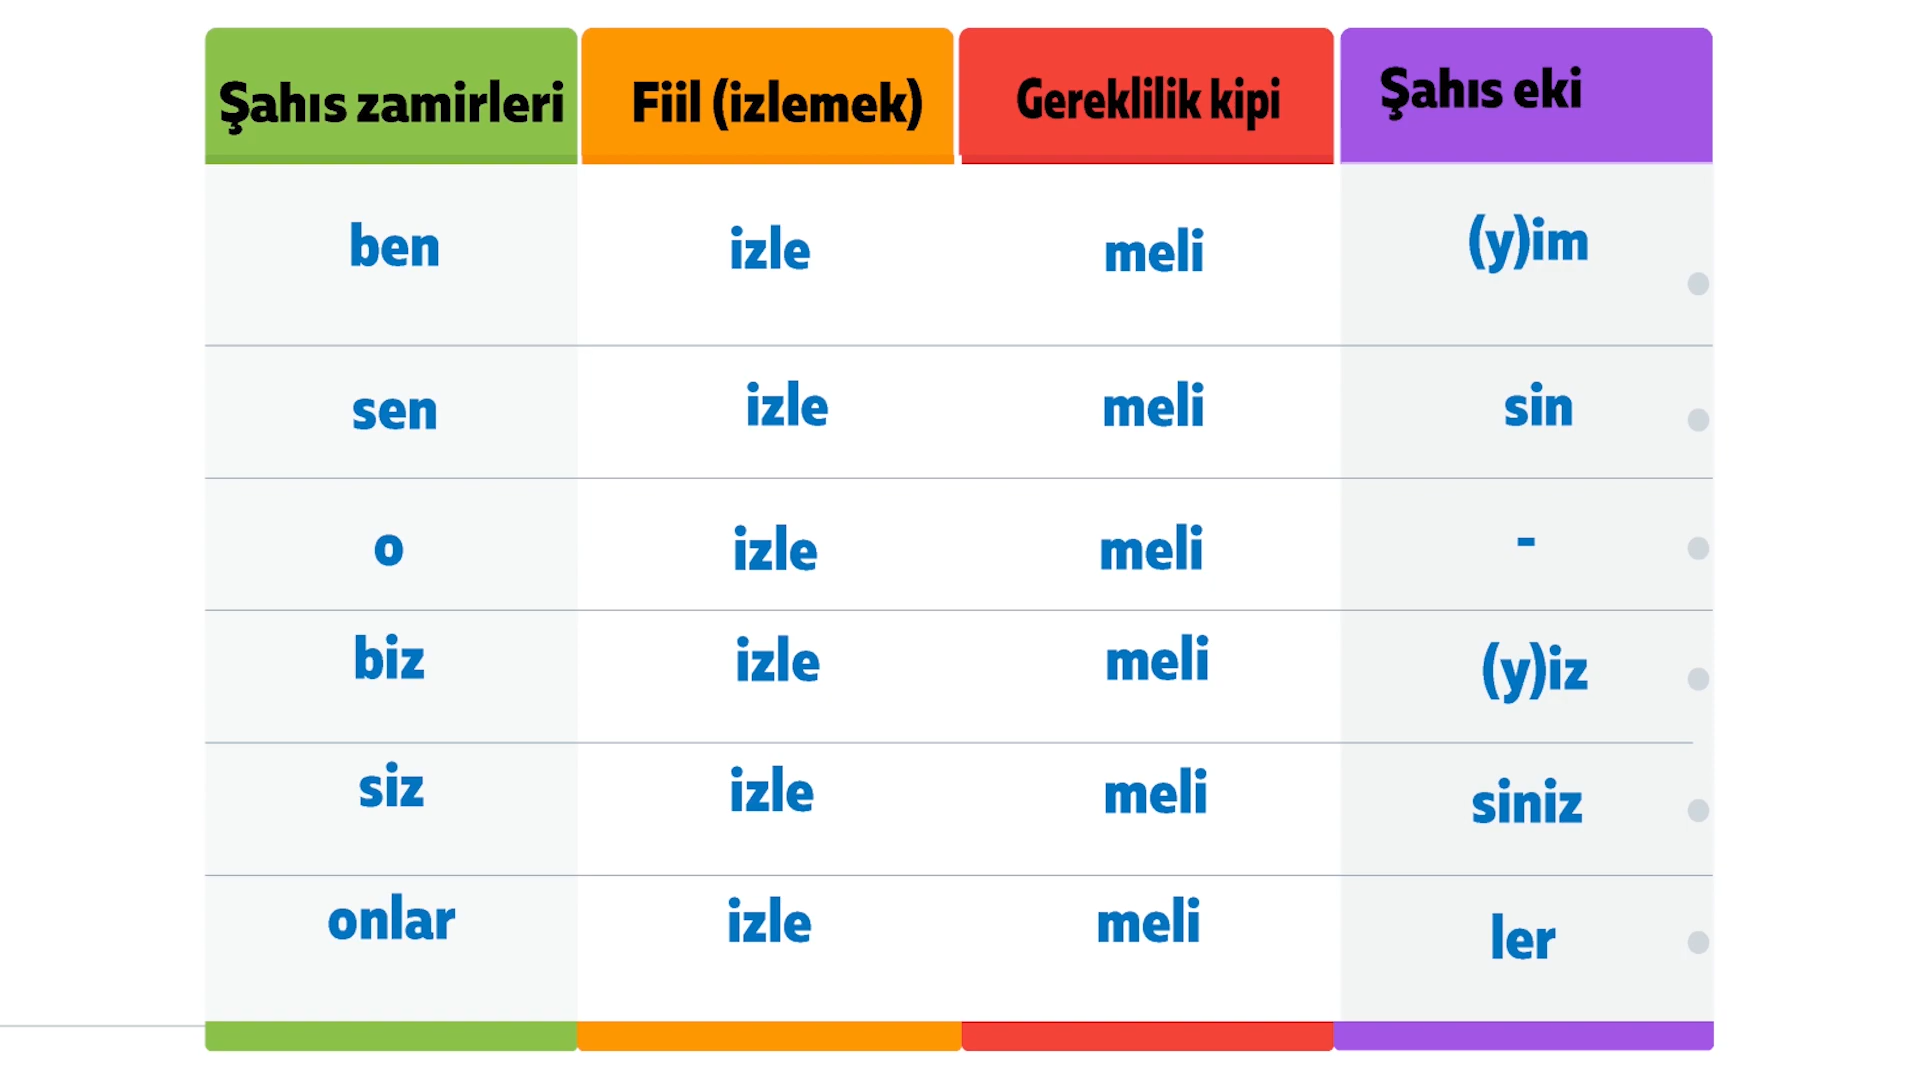 Şahıs zamirleri Fiil (izlemek) Gereklilik kipi Şahıs eki
ben izle meli (y)im
sen izle meli sin
o izle meli -
biz izle meli (y)iz
siz izle meli siniz
onlar izle meli ler